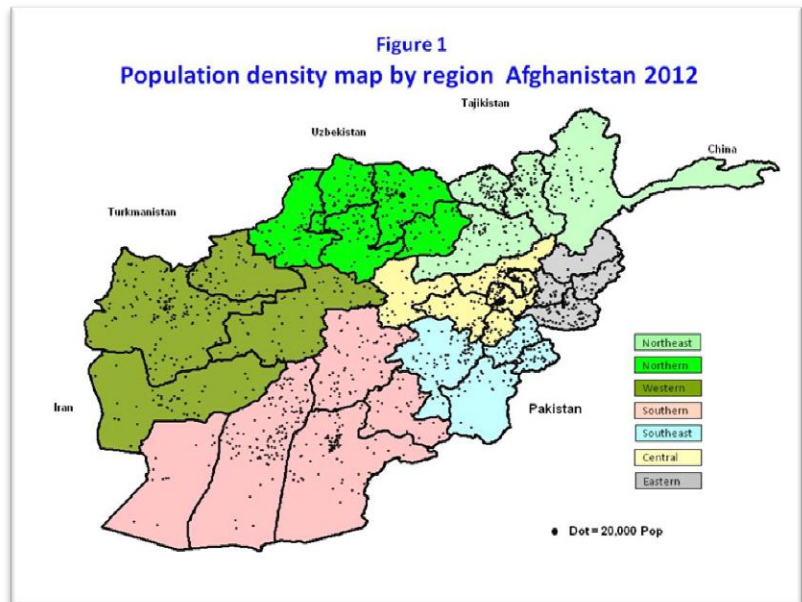 Figure 1
Population density map by region Afghanistan 2012
Tajikistan
Uzbekistan
China
Turkmanistan
Iran
Pakistan
Northeast
Northern
Western
Southern
Southeast
Central
Eastern
Dot = 20,000 Pop